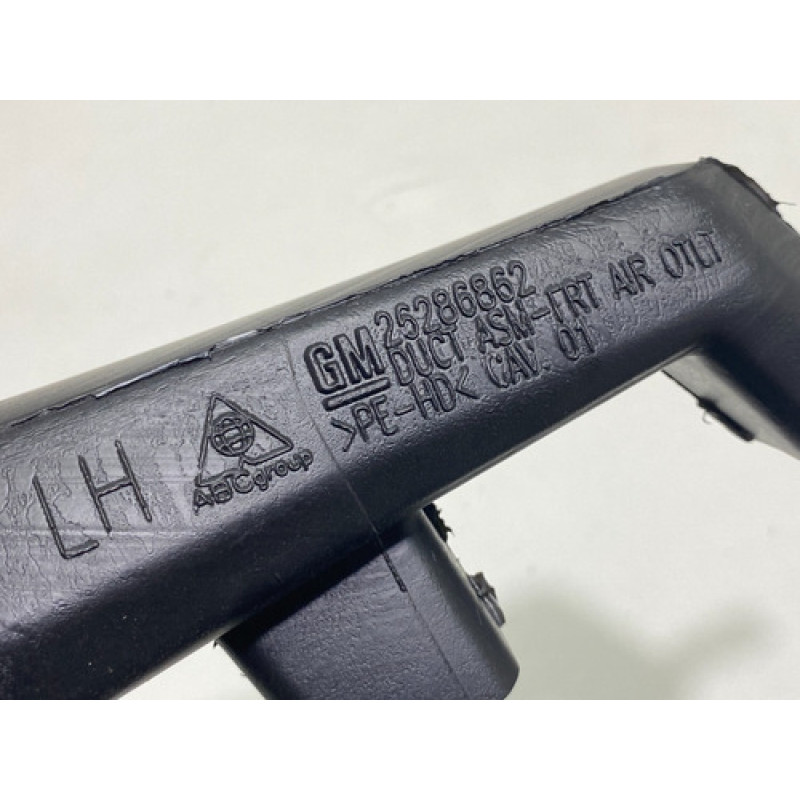 LH
ABCgroup
GM 25286862
DUCT ASM-FRT AIR OTLT
>PE-HD< CAV. 01